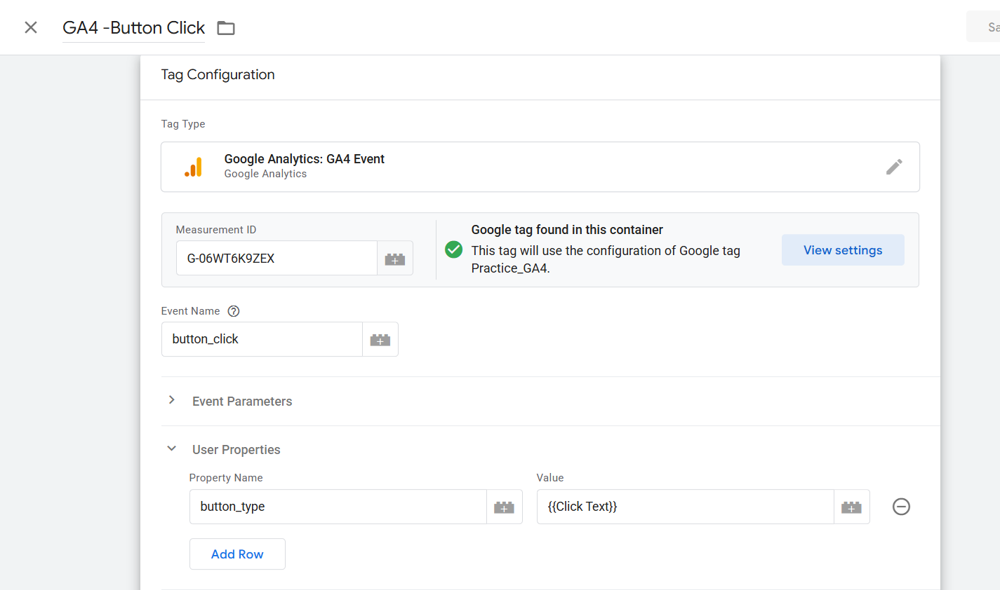 GA4 -Button Click
Sa
Tag Configuration
Tag Type
Google Analytics: GA4 Event
Google Analytics
Measurement ID
G-06WT6K9ZEX
Google tag found in this container
This tag will use the configuration of Google tag
Practice_GA4.
View settings
Event Name
button_click
Event Parameters
User Properties
Property Name
Value
button_type
{{Click Text}}
Add Row